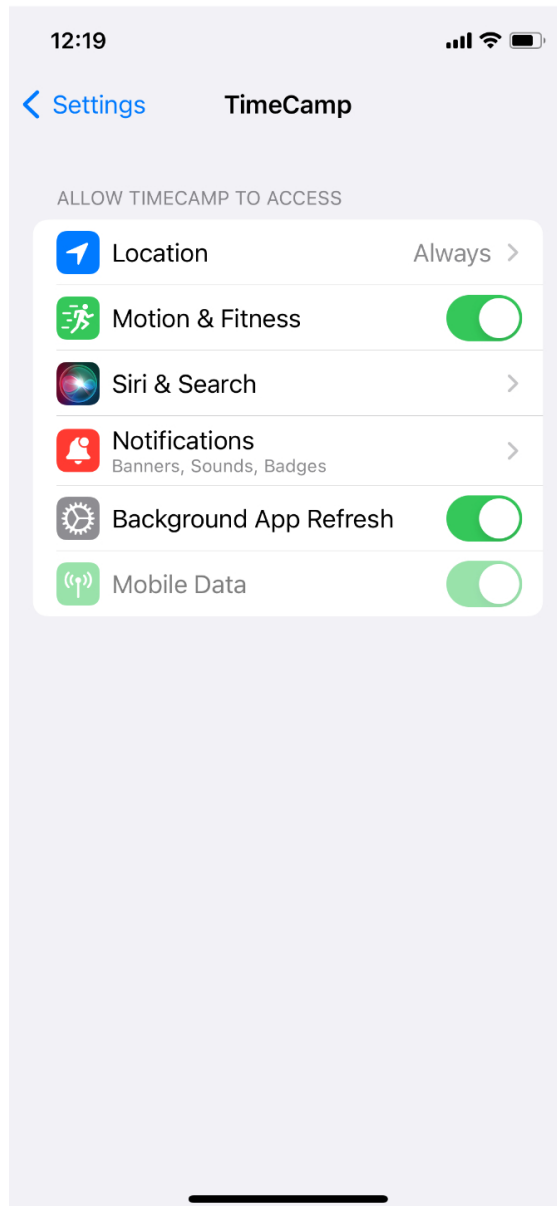 12:19
Settings
TimeCamp
ALLOW TIMECAMP TO ACCESS
Location
Always
Motion & Fitness
Siri & Search
Notifications
Banners, Sounds, Badges
Background App Refresh
Mobile Data